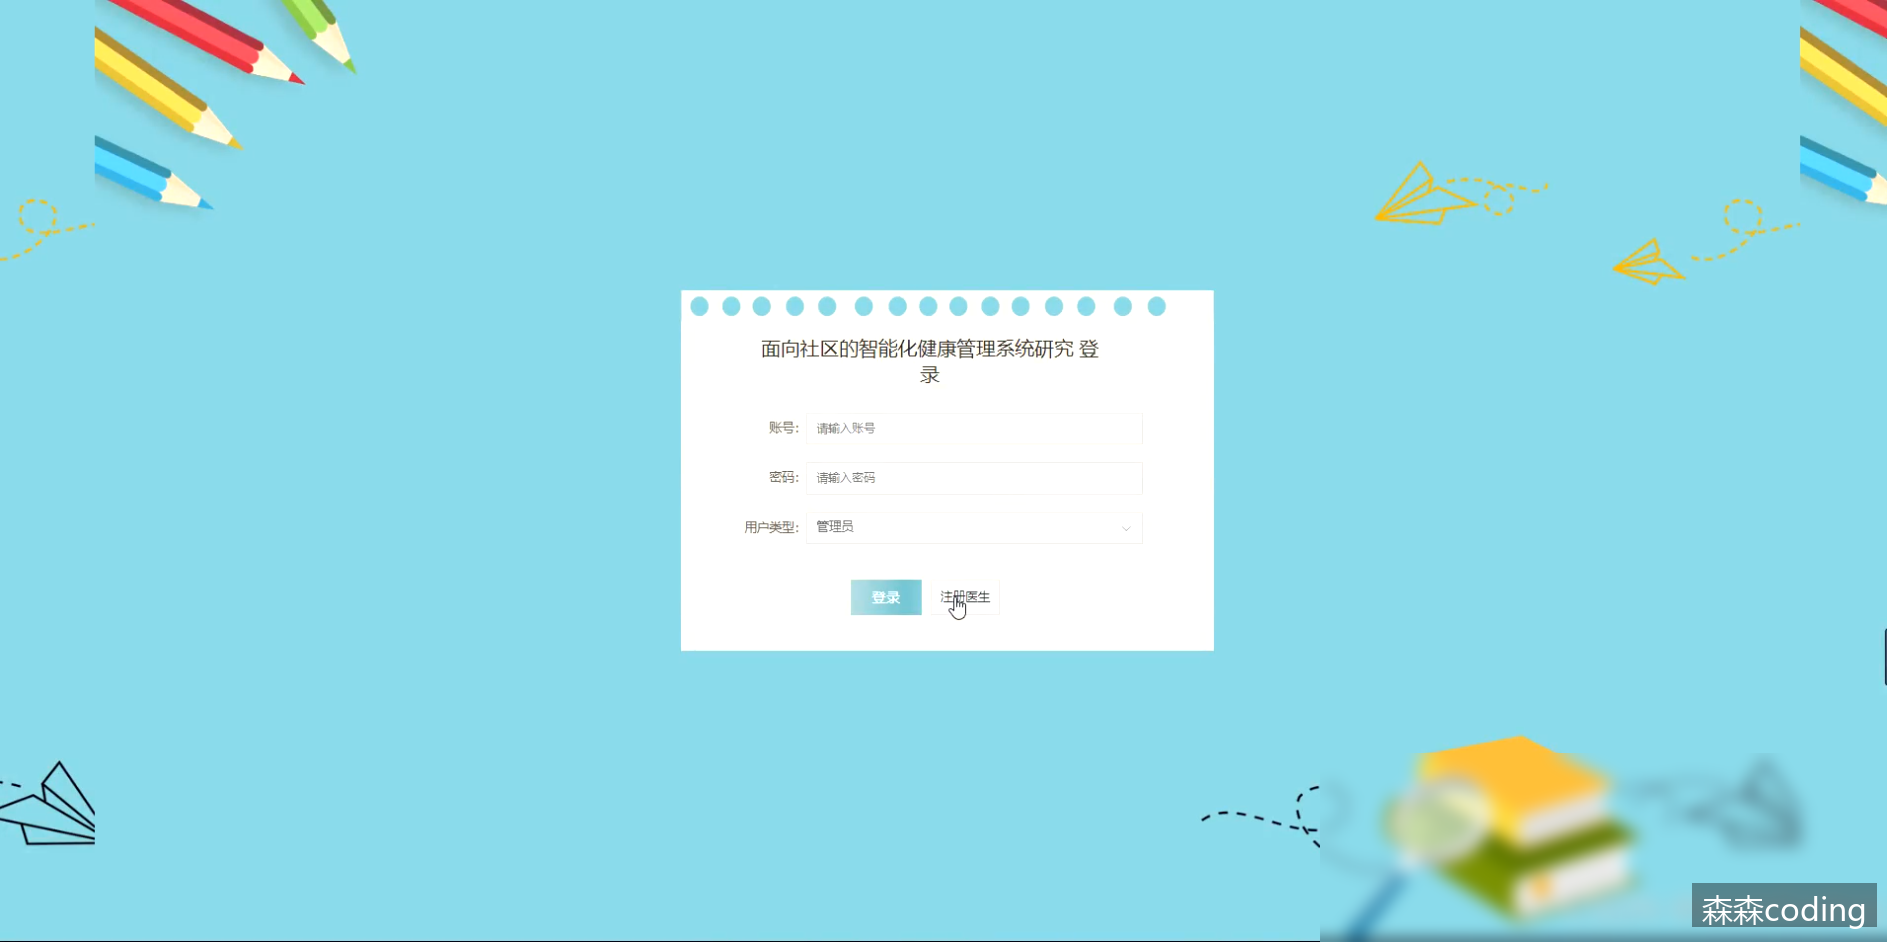 面向社区的智能化健康管理系统研究 登
录
账号: 请输入账号
密码: 请输入密码
用户类型: 管理员
登录 注册医生
森森coding